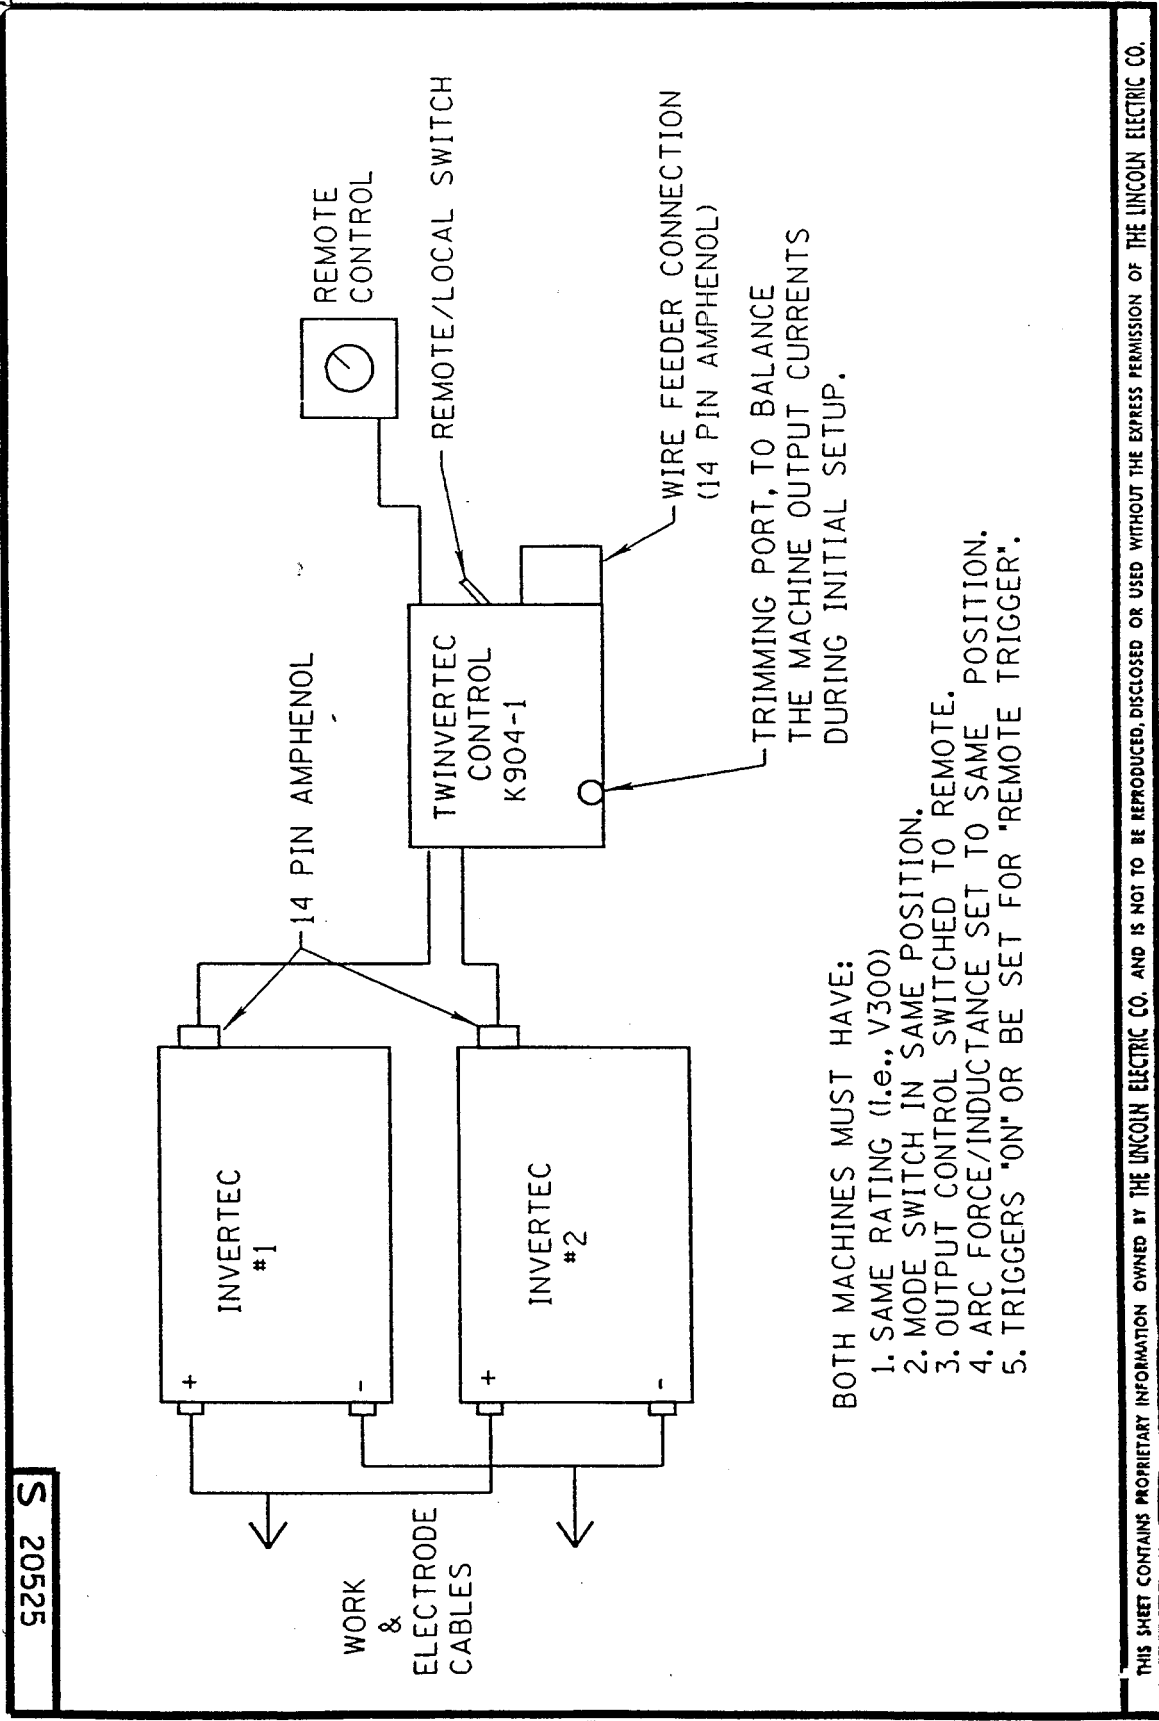 S 20525
REMOTE
CONTROL
REMOTE/LOCAL SWITCH
14 PIN AMPHENOL
TWINVERTEC
CONTROL
K904-1
WIRE FEEDER CONNECTION
(14 PIN AMPHENOL)
TRIMMING PORT, TO BALANCE
THE MACHINE OUTPUT CURRENTS
DURING INITIAL SETUP.
INVERTEC
#1
+
-
INVERTEC
#2
+
-
WORK
&
ELECTRODE
CABLES
BOTH MACHINES MUST HAVE:
1. SAME RATING (i.e., V300)
2. MODE SWITCH IN SAME POSITION.
3. OUTPUT CONTROL SWITCHED TO REMOTE.
4. ARC FORCE/INDUCTANCE SET TO SAME POSITION.
5. TRIGGERS "ON" OR BE SET FOR "REMOTE TRIGGER".
THIS SHEET CONTAINS PROPRIETARY INFORMATION OWNED BY THE LINCOLN ELECTRIC CO. AND IS NOT TO BE REPRODUCED, DISCLOSED OR USED WITHOUT THE EXPRESS PERMISSION OF THE LINCOLN ELECTRIC CO.